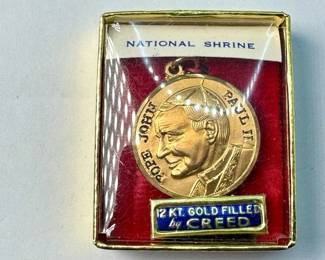 NATIONAL SHRINE
POPE JOHN PAUL II
12 KT. GOLD FILLED
by CREED